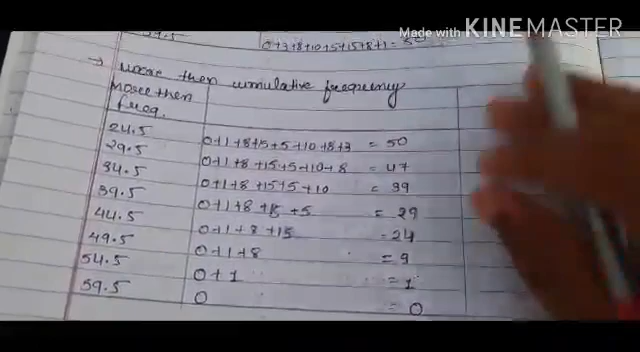 Made with KINEMASTER
59.5
0+3+8+10+5+15+8+1= 50
→ more then cumulative frequency
More then
freq.
24.5 0+1+8+15+5+10+8+3 = 50
29.5 0+1+8+15+5+10+8 = 47
34.5 0+1+8+15+5+10 = 39
39.5 0+1+8+15+5 = 29
44.5 0+1+8+15 = 24
49.5 0+1+8 = 9
54.5 0+1 = 1
59.5 0 = 0